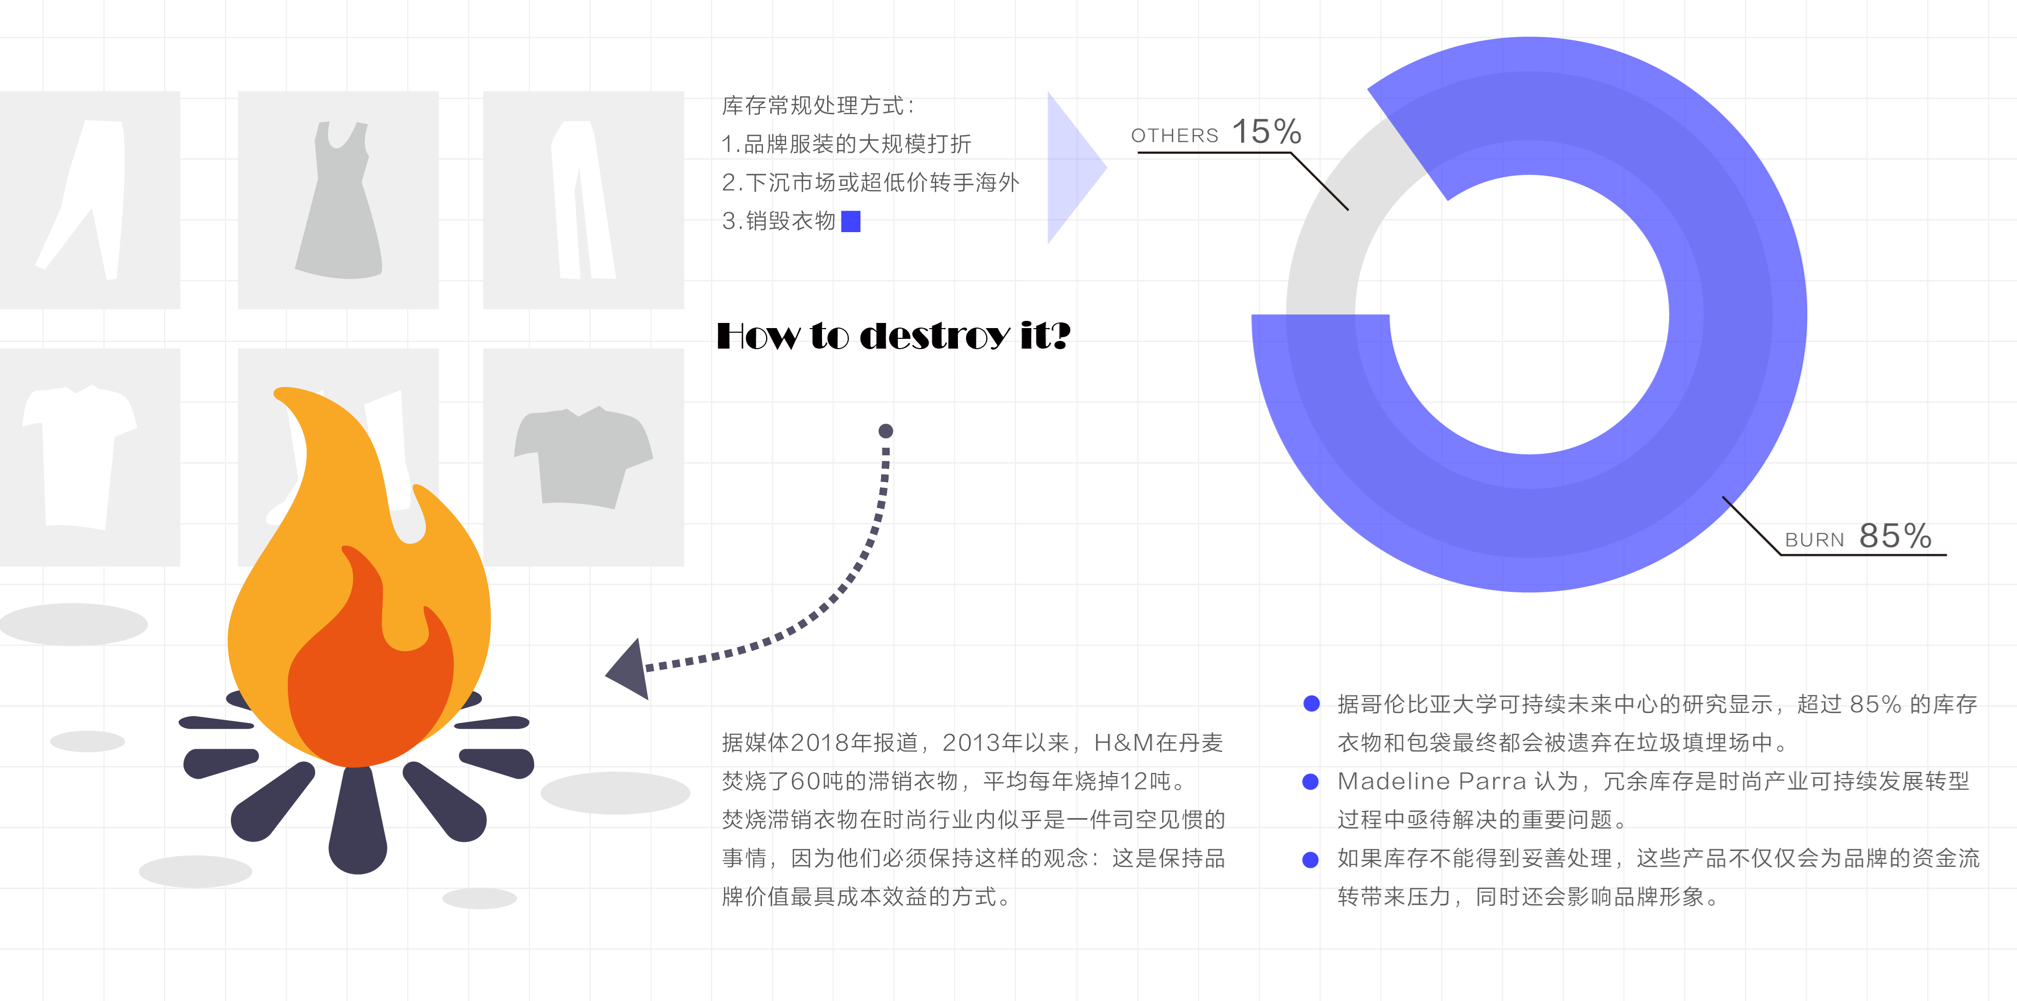 库存常规处理方式：
1.品牌服装的大规模打折
2.下沉市场或超低价转手海外
3.销毁衣物
OTHERS 15%
How to destroy it?
BURN 85%
据媒体2018年报道，2013年以来，H&M在丹麦
焚烧了60吨的滞销衣物，平均每年烧掉12吨。
焚烧滞销衣物在时尚行业内似乎是一件司空见惯的
事情，因为他们必须保持这样的观念：这是保持品
牌价值最具成本效益的方式。
据哥伦比亚大学可持续未来中心的研究显示，超过 85% 的库存
衣物和包袋最终都会被遗弃在垃圾填埋场中。
Madeline Parra 认为，冗余库存是时尚产业可持续发展转型
过程中亟待解决的重要问题。
如果库存不能得到妥善处理，这些产品不仅仅会为品牌的资金流
转带来压力，同时还会影响品牌形象。